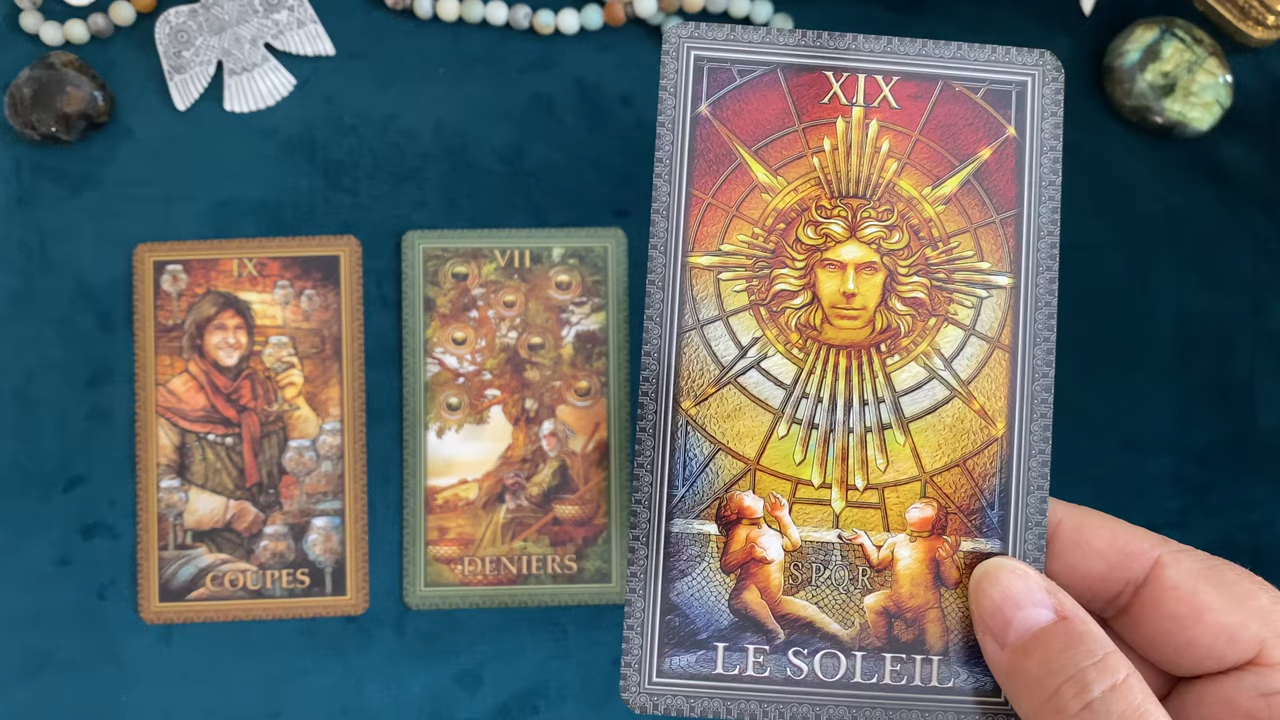 IX
COUPES
VII
DENIERS
XIX
SPQR
LE SOLEIL